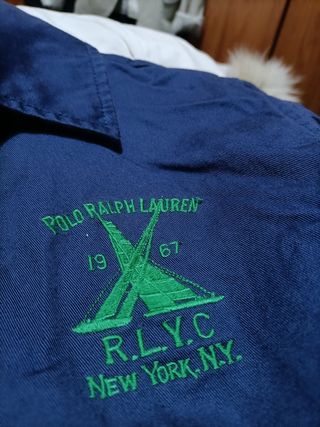 POLO RALPH LAUREN
19 67
R.L.Y.C
NEW YORK, N.Y.